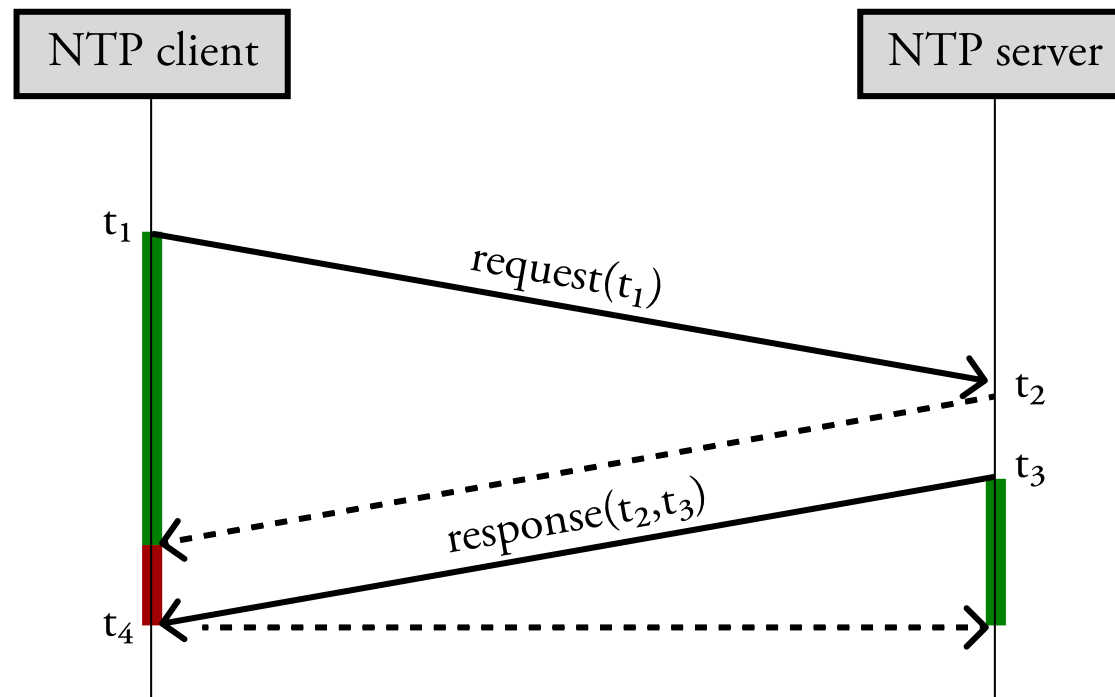 NTP client
NTP server
t₁
request(t₁)
t₂
t₃
response(t₂,t₃)
t₄